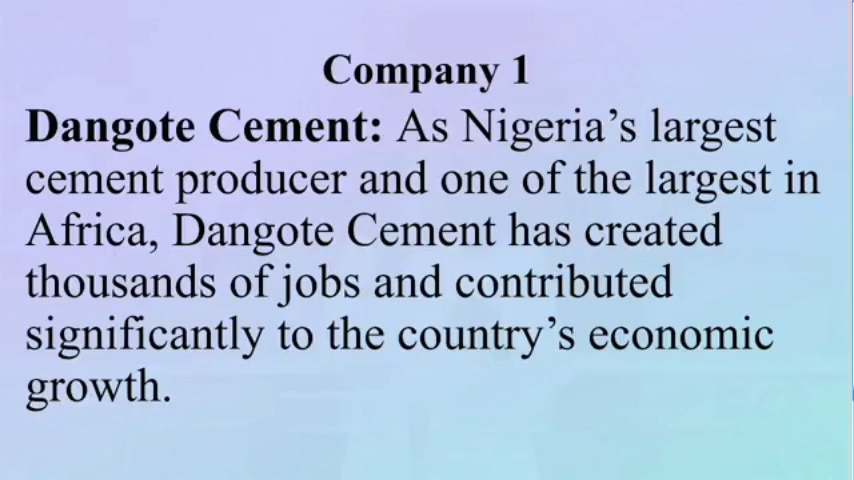 Company 1
Dangote Cement: As Nigeria’s largest
cement producer and one of the largest in
Africa, Dangote Cement has created
thousands of jobs and contributed
significantly to the country’s economic
growth.